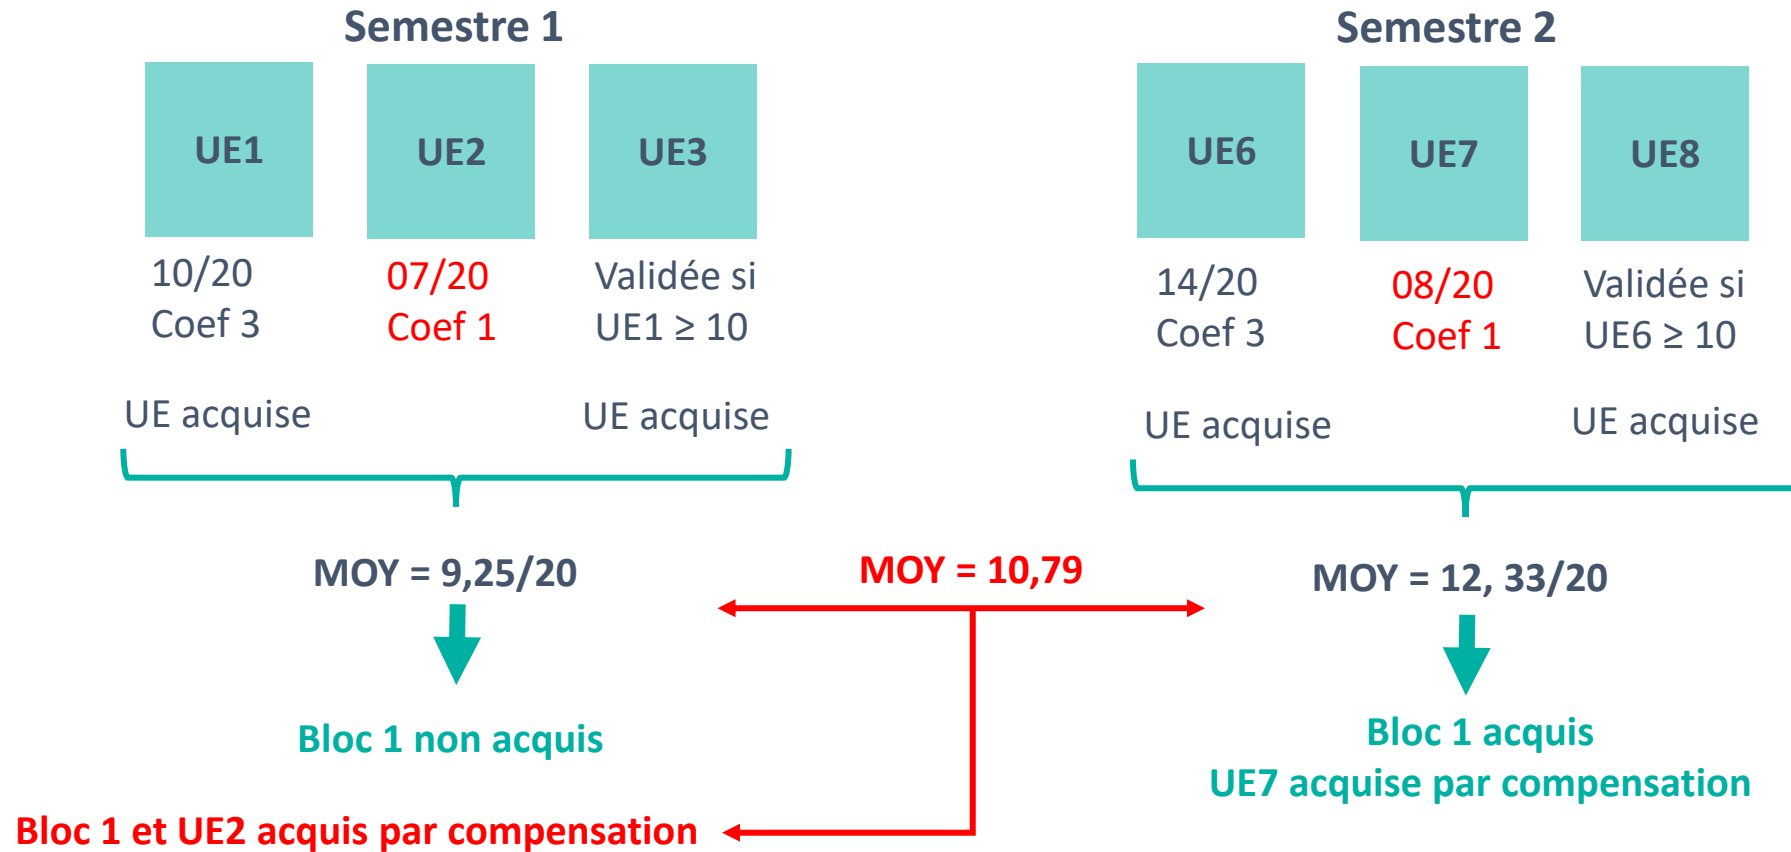 Semestre 1
UE1
UE2
UE3
10/20
Coef 3
07/20
Coef 1
Validée si
UE1 ≥ 10
UE acquise
UE acquise
MOY = 9,25/20
Bloc 1 non acquis
Bloc 1 et UE2 acquis par compensation
MOY = 10,79
Semestre 2
UE6
UE7
UE8
14/20
Coef 3
08/20
Coef 1
Validée si
UE6 ≥ 10
UE acquise
UE acquise
MOY = 12, 33/20
Bloc 1 acquis
UE7 acquise par compensation